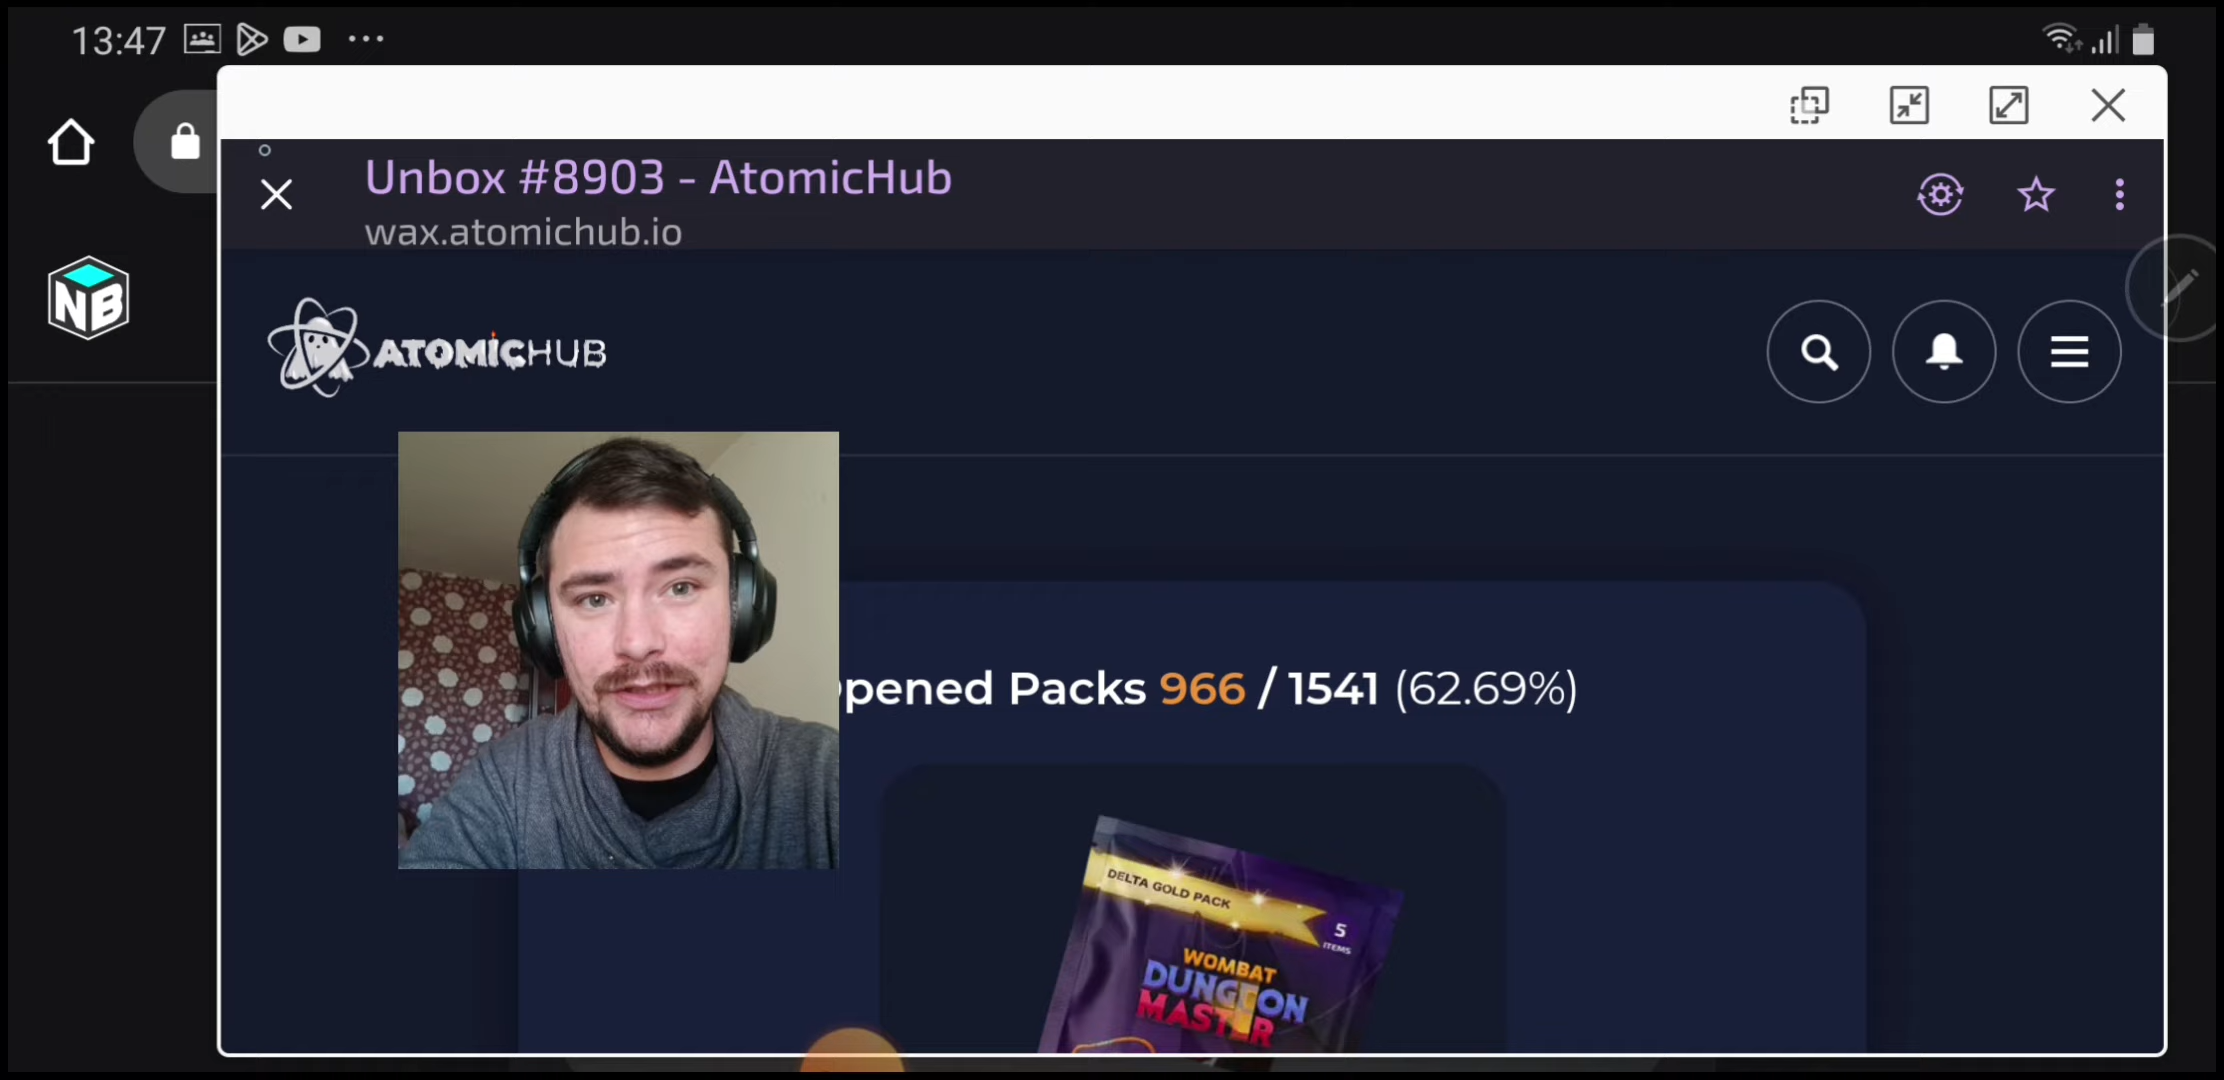 13:47
Unbox #8903 - AtomicHub
wax.atomichub.io
NB
ATOMICHUB
pened Packs 966 / 1541 (62.69%)
DELTA GOLD PACK
5
ITEMS
WOMBAT
DUNGEON
MASTER